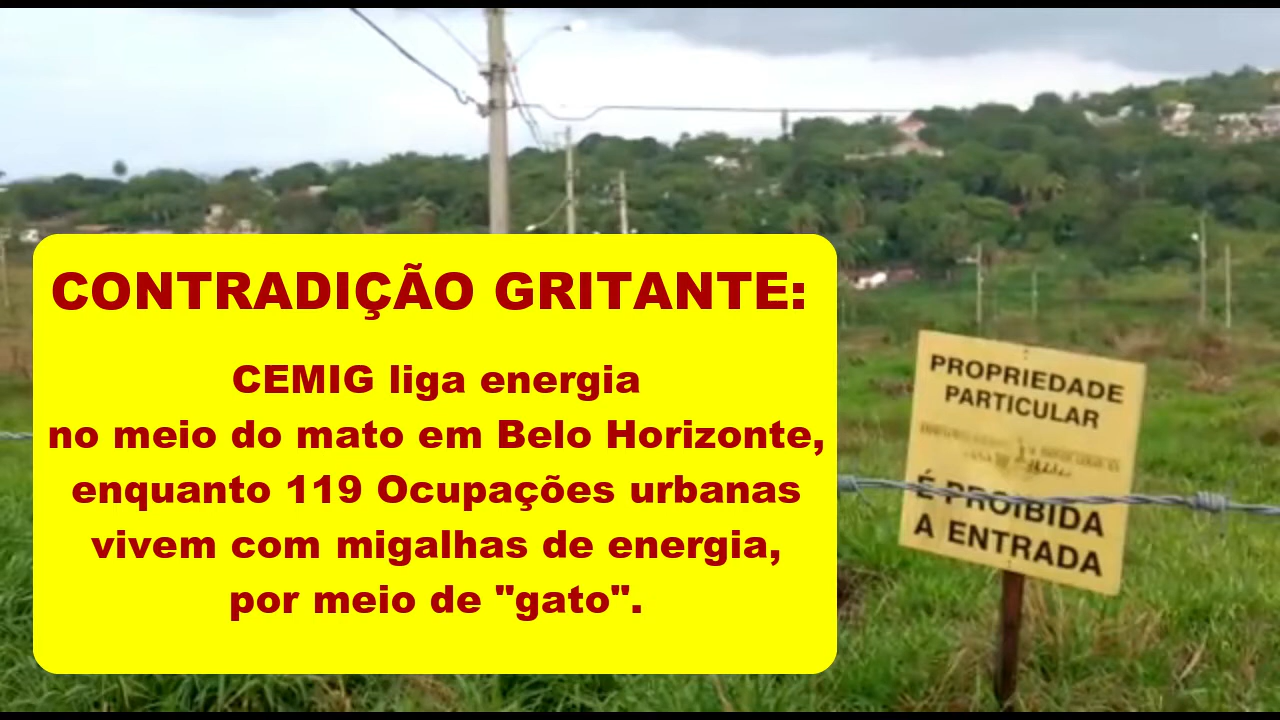 CONTRADIÇÃO GRITANTE:
CEMIG liga energia
no meio do mato em Belo Horizonte,
enquanto 119 Ocupações urbanas
vivem com migalhas de energia,
por meio de "gato".
PROPRIEDADE
PARTICULAR
É PROIBIDA
A ENTRADA